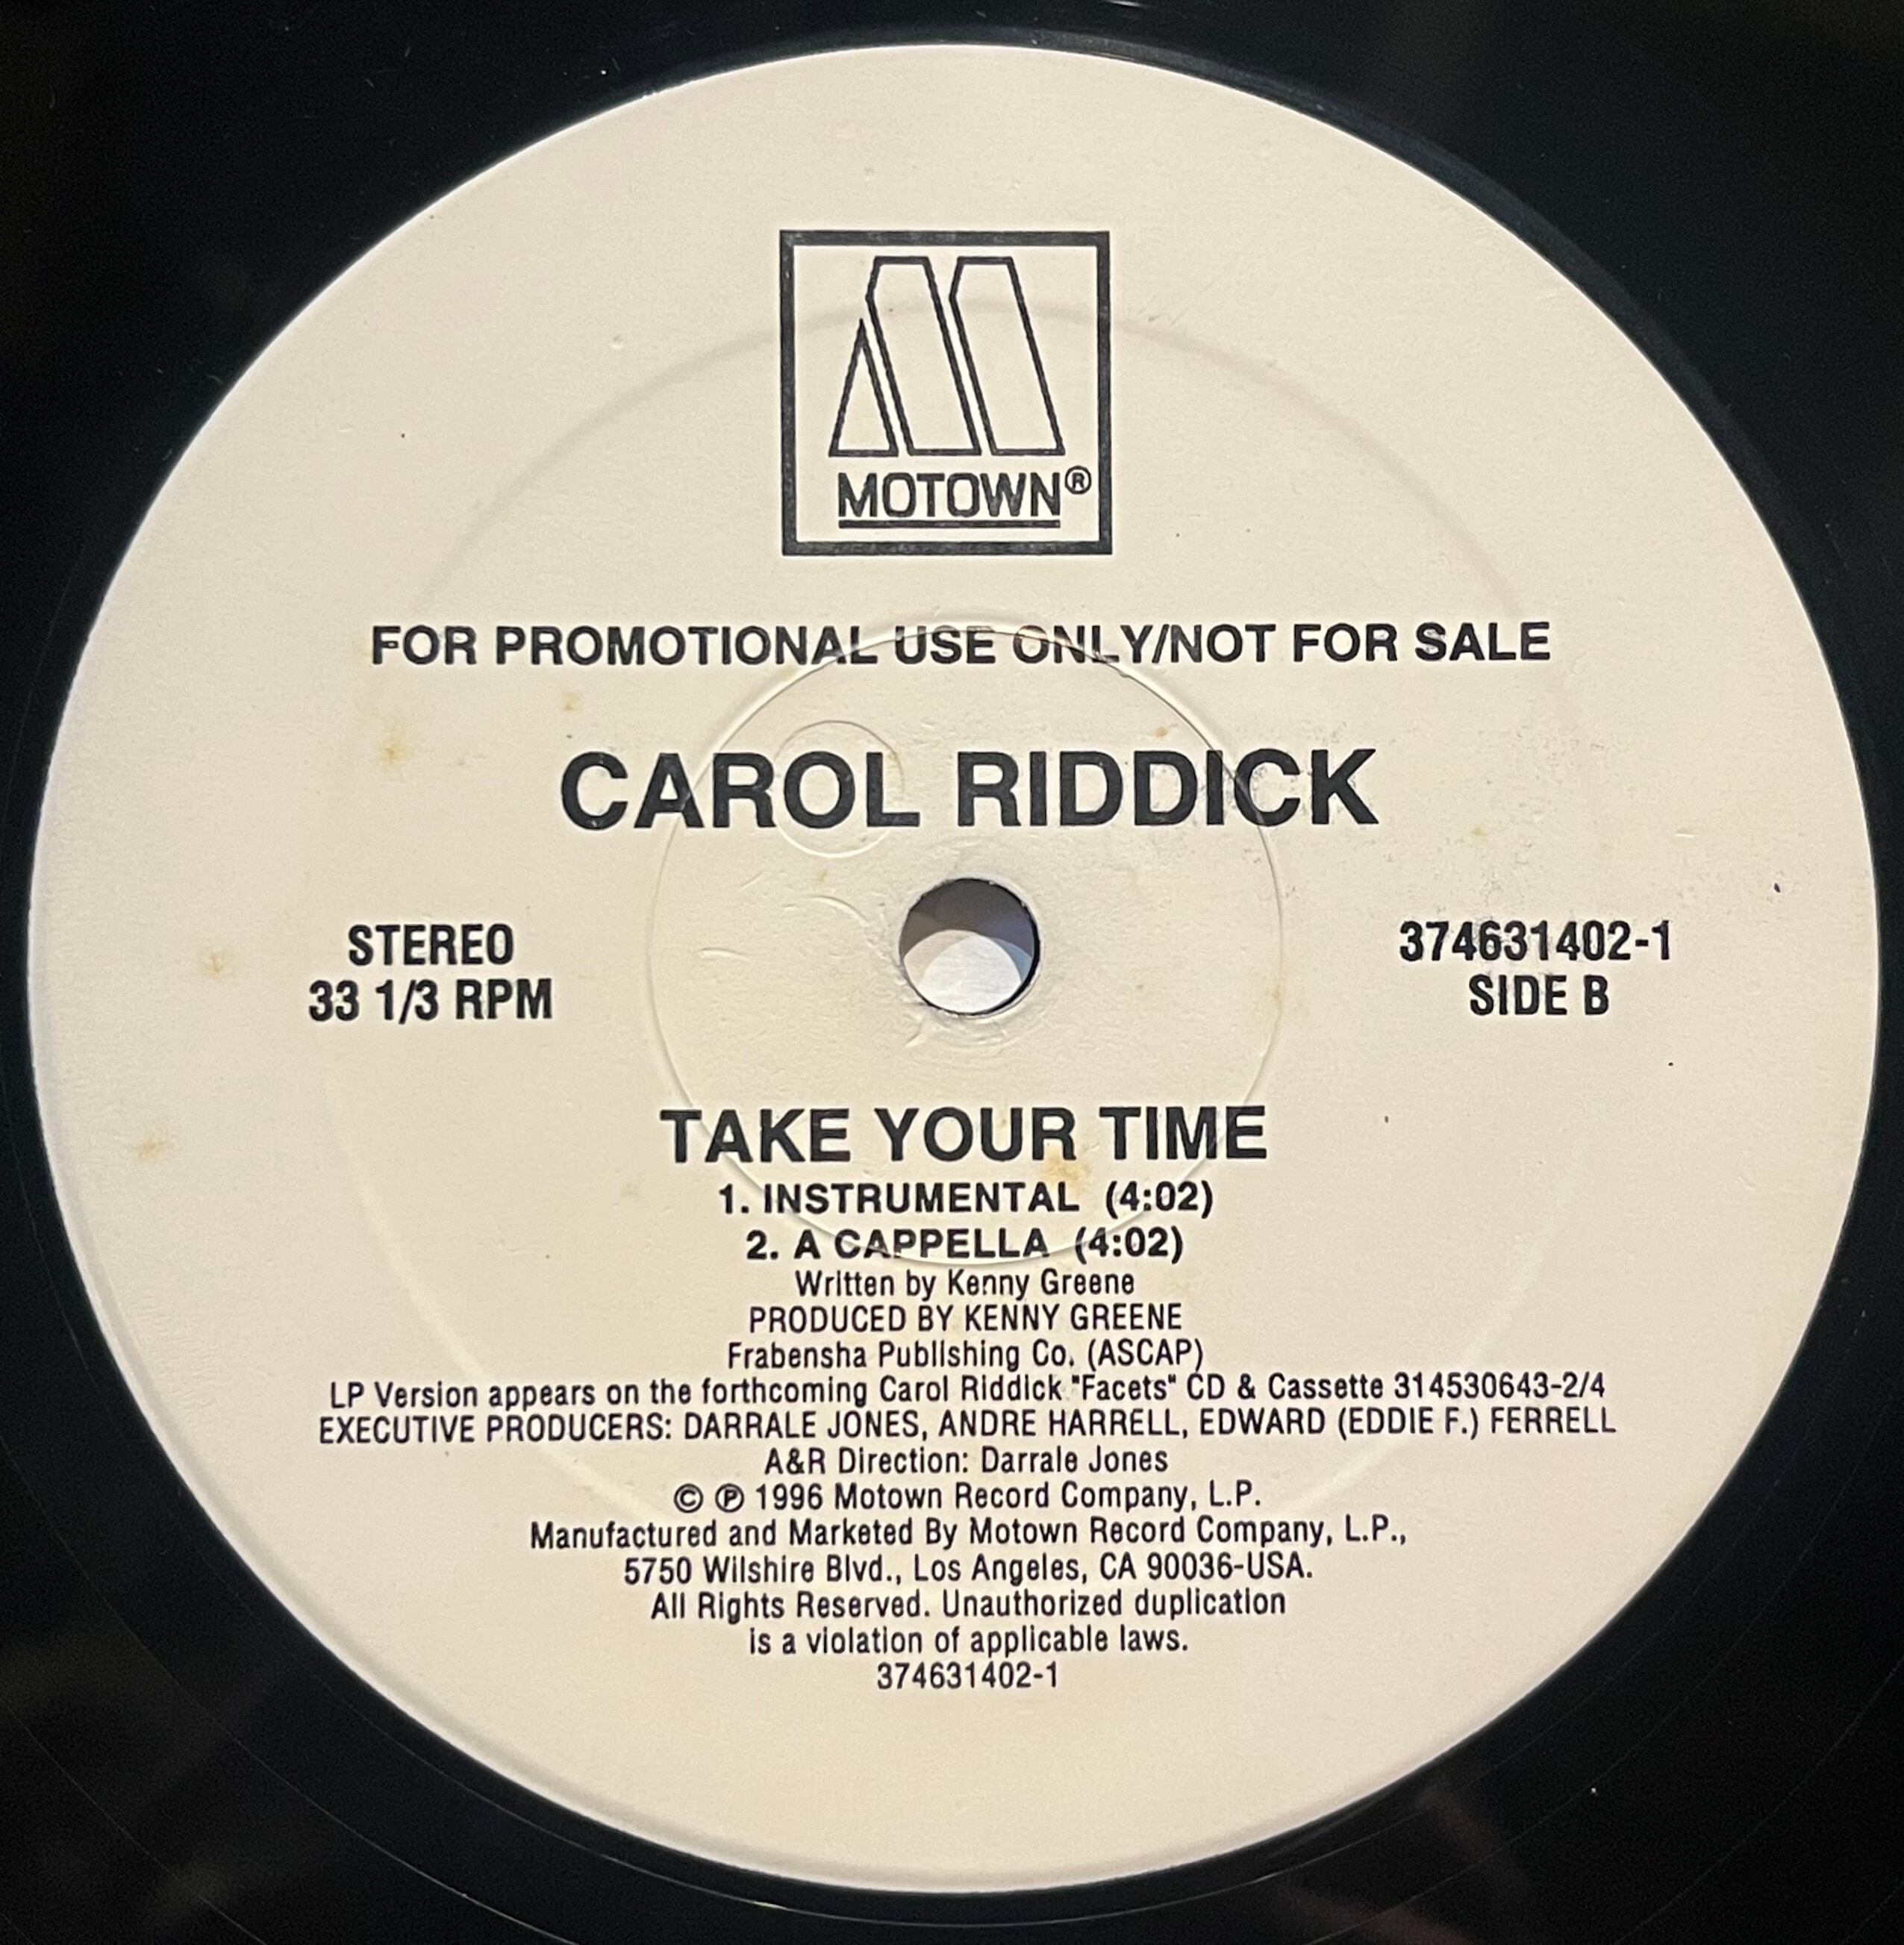 MOTOWN®
FOR PROMOTIONAL USE ONLY/NOT FOR SALE
CAROL RIDDICK
STEREO
33 1/3 RPM
374631402-1
SIDE B
TAKE YOUR TIME
1. INSTRUMENTAL (4:02)
2. A CAPPELLA (4:02)
Written by Kenny Greene
PRODUCED BY KENNY GREENE
Frabensha Publishing Co. (ASCAP)
LP Version appears on the forthcoming Carol Riddick "Facets" CD & Cassette 314530643-2/4
EXECUTIVE PRODUCERS: DARRALE JONES, ANDRE HARRELL, EDWARD (EDDIE F.) FERRELL
A&R Direction: Darrale Jones
© ℗ 1996 Motown Record Company, L.P.
Manufactured and Marketed By Motown Record Company, L.P.,
5750 Wilshire Blvd., Los Angeles, CA 90036-USA.
All Rights Reserved. Unauthorized duplication
is a violation of applicable laws.
374631402-1